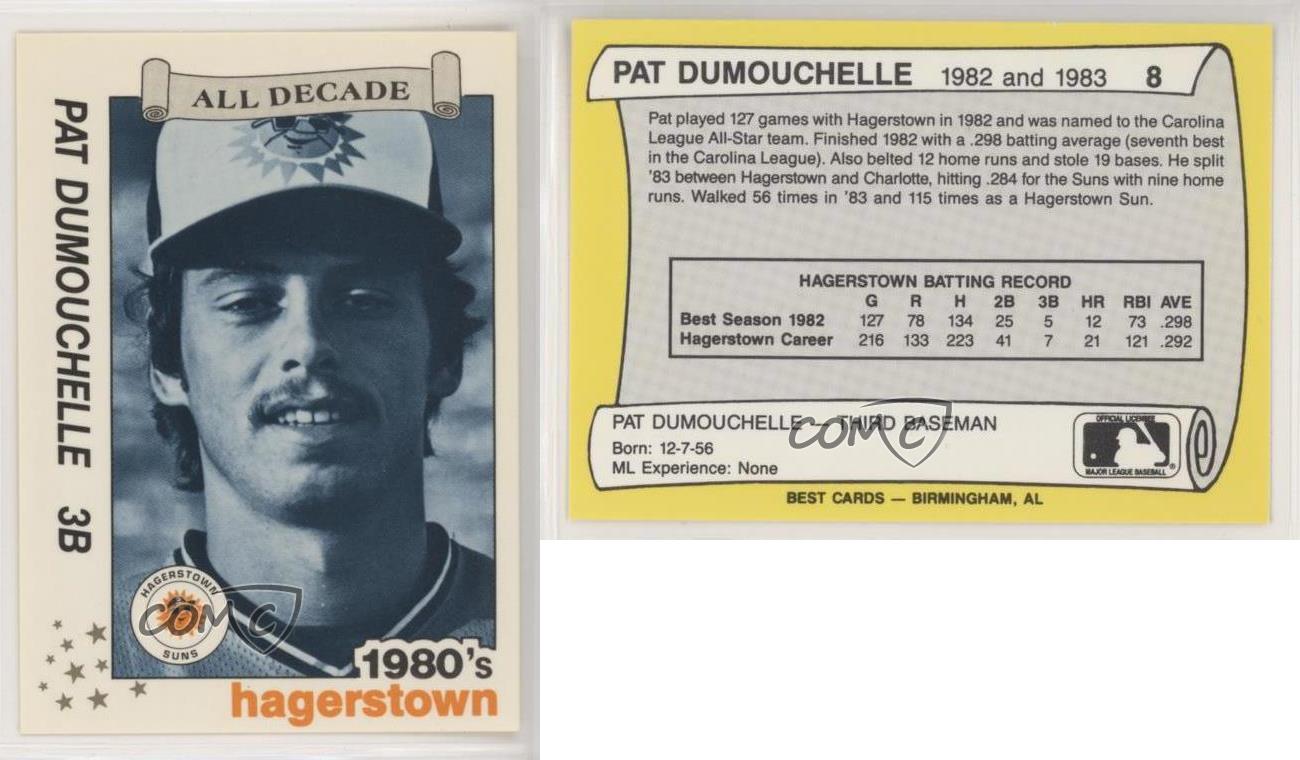 ALL DECADE
PAT DUMOUCHELLE 3B
HAGERSTOWN
SUNS
COMC
1980's
hagerstown
PAT DUMOUCHELLE 1982 and 1983 8
Pat played 127 games with Hagerstown in 1982 and was named to the Carolina
League All-Star team. Finished 1982 with a .298 batting average (seventh best
in the Carolina League). Also belted 12 home runs and stole 19 bases. He split
'83 between Hagerstown and Charlotte, hitting .284 for the Suns with nine home
runs. Walked 56 times in '83 and 115 times as a Hagerstown Sun.
HAGERSTOWN BATTING RECORD
G R H 2B 3B HR RBI AVE
Best Season 1982 127 78 134 25 5 12 73 .298
Hagerstown Career 216 133 223 41 7 21 121 .292
PAT DUMOUCHELLE — THIRD BASEMAN
COMC
Born: 12-7-56
ML Experience: None
OFFICIAL LICENSEE
MAJOR LEAGUE BASEBALL ®
BEST CARDS — BIRMINGHAM, AL